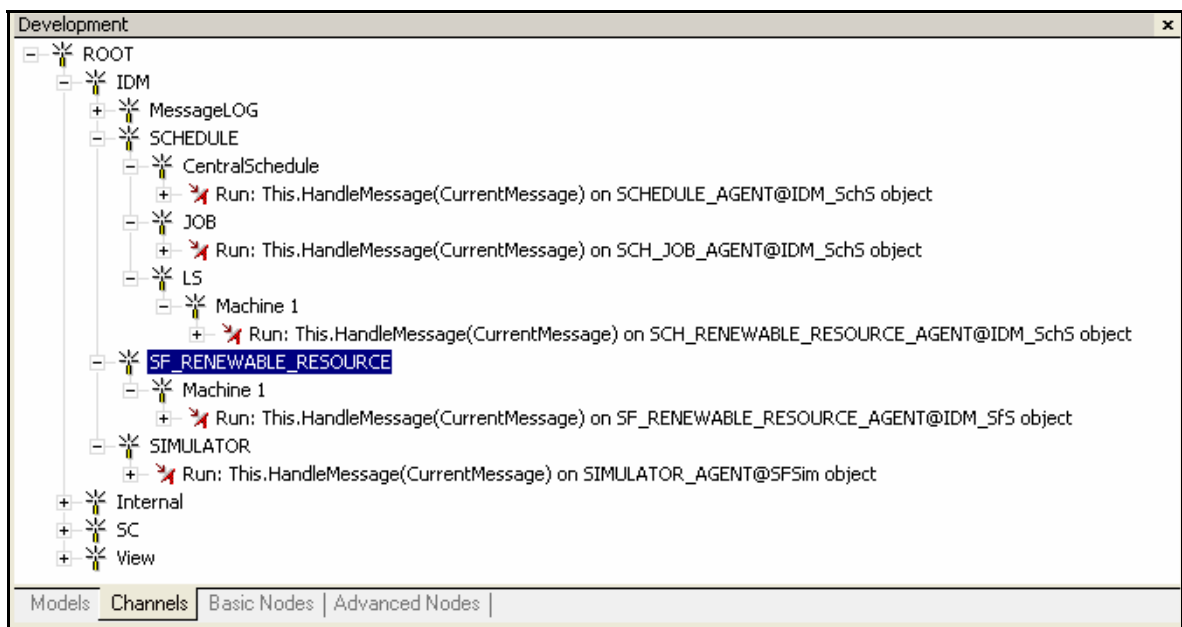 Development
ROOT
IDM
MessageLOG
SCHEDULE
CentralSchedule
Run: This.HandleMessage(CurrentMessage) on SCHEDULE_AGENT@IDM_SchS object
JOB
Run: This.HandleMessage(CurrentMessage) on SCH_JOB_AGENT@IDM_SchS object
LS
Machine 1
Run: This.HandleMessage(CurrentMessage) on SCH_RENEWABLE_RESOURCE_AGENT@IDM_SchS object
SF_RENEWABLE_RESOURCE
Machine 1
Run: This.HandleMessage(CurrentMessage) on SF_RENEWABLE_RESOURCE_AGENT@IDM_SfS object
SIMULATOR
Run: This.HandleMessage(CurrentMessage) on SIMULATOR_AGENT@SFSim object
Internal
SC
View
Models Channels Basic Nodes | Advanced Nodes |